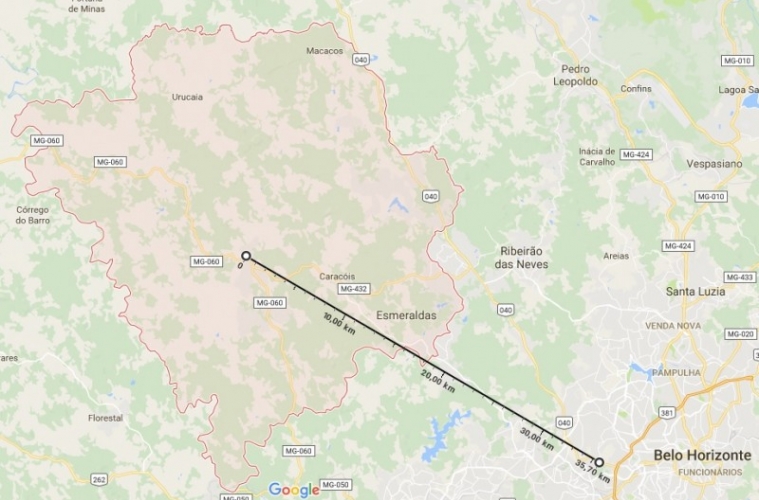 de Minas
Macacos
040
MG-010
Pedro
Leopoldo
Confins
Lagoa Sa
Urucaia
MG-060
MG-060
Inácia de
Carvalho
MG-424
Vespasiano
040
MG-010
Córrego
do Barro
MG-424
Areias
Ribeirão
das Neves
MG-060
0
Caracóis
MG-432
MG-433
MG-060
Santa Luzia
10,00 km
Esmeraldas
040
VENDA NOVA
MG-020
ares
20,00 km
PAMPULHA
381
Florestal
30,00 km
040
35,70 km
Belo Horizonte
FUNCIONÁRIOS
MG-050
262
Google
MG-050
MG-050